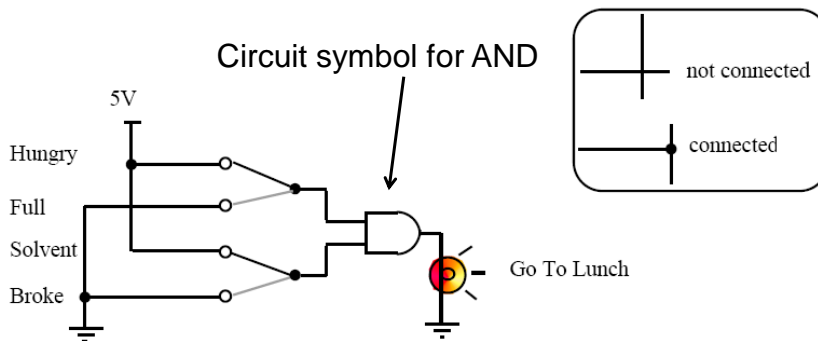 Circuit symbol for AND
not connected
connected
5V
Hungry
Full
Solvent
Broke
Go To Lunch